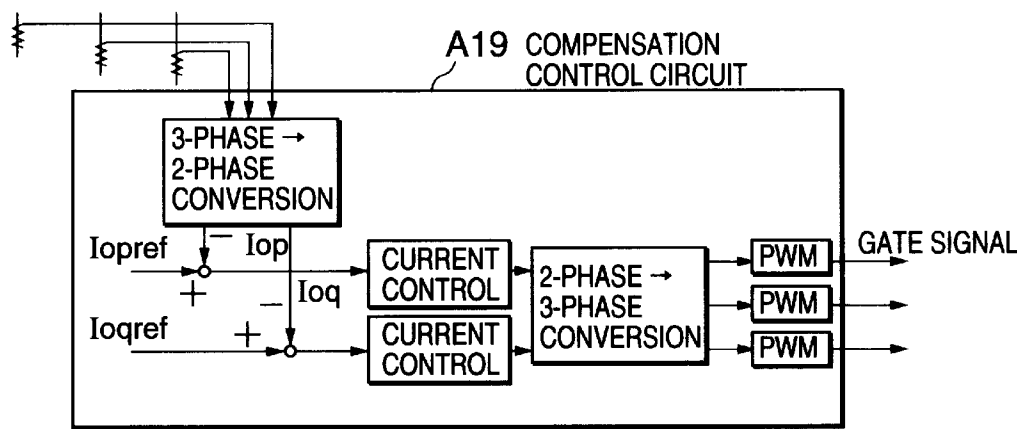 A19 COMPENSATION
CONTROL CIRCUIT
3-PHASE →
2-PHASE
CONVERSION
Iopref
−
Iop
+
CURRENT
CONTROL
2-PHASE →
3-PHASE
CONVERSION
PWM
GATE SIGNAL
−
Ioq
PWM
Ioqref
+
CURRENT
CONTROL
PWM